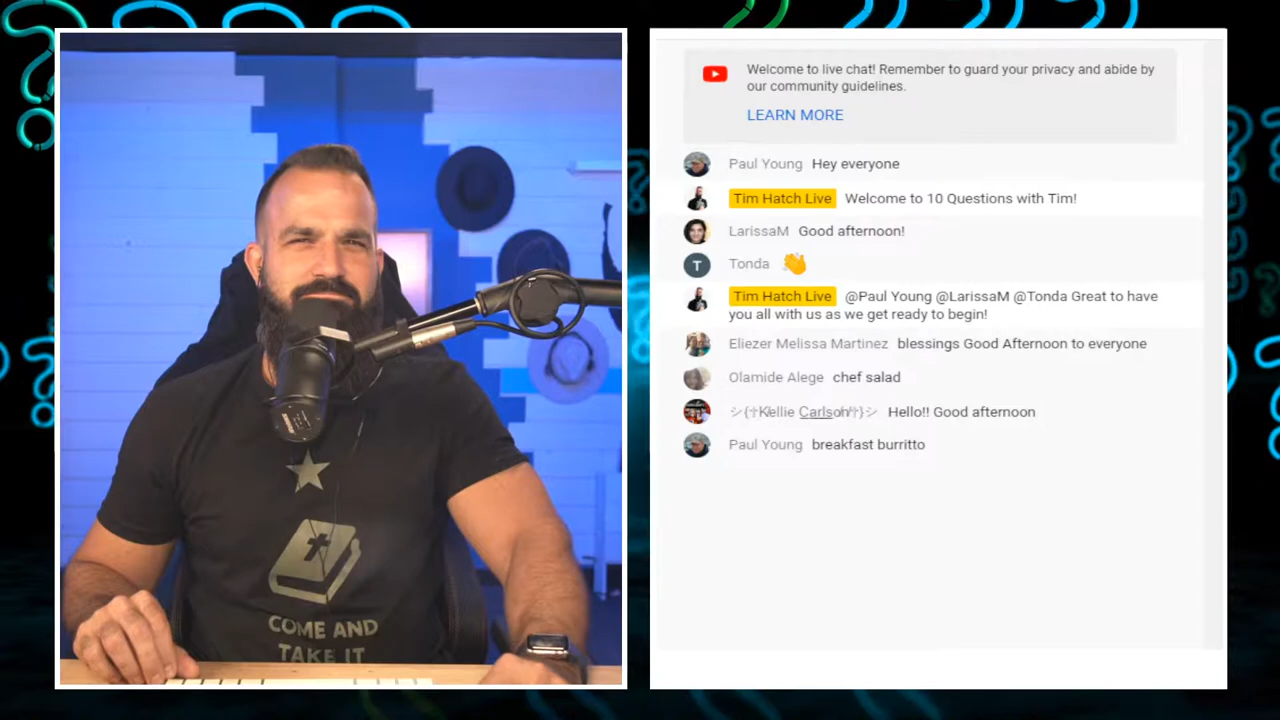 COME AND
TAKE IT
Welcome to live chat! Remember to guard your privacy and abide by
our community guidelines.
LEARN MORE
Paul Young Hey everyone
Tim Hatch Live Welcome to 10 Questions with Tim!
LarissaM Good afternoon!
T Tonda 👋
Tim Hatch Live @Paul Young @LarissaM @Tonda Great to have
you all with us as we get ready to begin!
Eliezer Melissa Martinez blessings Good Afternoon to everyone
Olamide Alege chef salad
シ{♰Kellie Carlson♰}シ Hello!! Good afternoon
Paul Young breakfast burritto